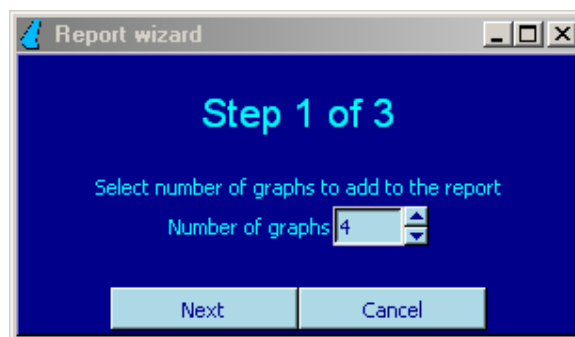 Report wizard
Step 1 of 3
Select number of graphs to add to the report
Number of graphs 4
Next Cancel